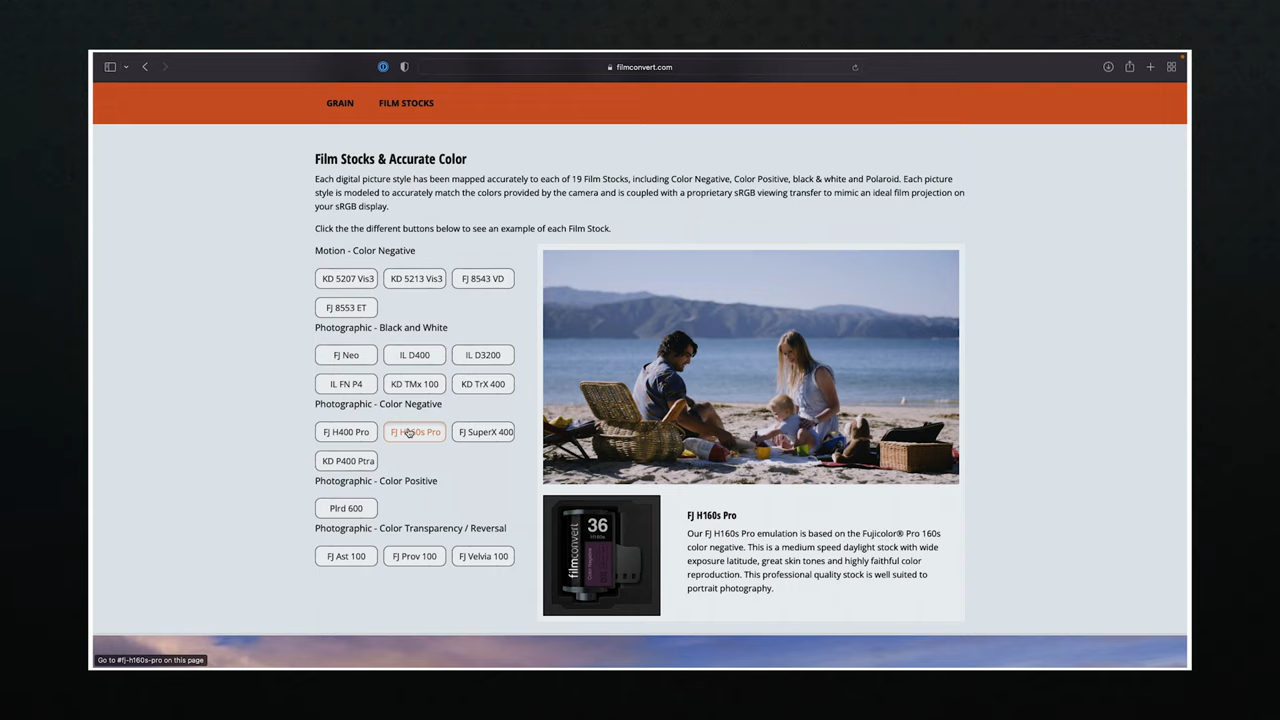 filmconvert.com
GRAIN
FILM STOCKS
Film Stocks & Accurate Color
Each digital picture style has been mapped accurately to each of 19 Film Stocks, including Color Negative, Color Positive, black & white and Polaroid. Each picture
style is modeled to accurately match the colors provided by the camera and is coupled with a proprietary sRGB viewing transfer to mimic an ideal film projection on
your sRGB display.
Click the the different buttons below to see an example of each Film Stock.
Motion - Color Negative
KD 5207 Vis3
KD 5213 Vis3
FJ 8543 VD
FJ 8553 ET
Photographic - Black and White
FJ Neo
IL D400
IL D3200
IL FN P4
KD TMx 100
KD TrX 400
Photographic - Color Negative
FJ H400 Pro
FJ H160s Pro
FJ SuperX 400
KD P400 Ptra
Photographic - Color Positive
Plrd 600
Photographic - Color Transparency / Reversal
FJ Ast 100
FJ Prov 100
FJ Velvia 100
36
H160s
filmconvert
Color Negative
FJ H160s Pro
Our FJ H160s Pro emulation is based on the Fujicolor® Pro 160s
color negative. This is a medium speed daylight stock with wide
exposure latitude, great skin tones and highly faithful color
reproduction. This professional quality stock is well suited to
portrait photography.
Go to #fj-h160s-pro on this page